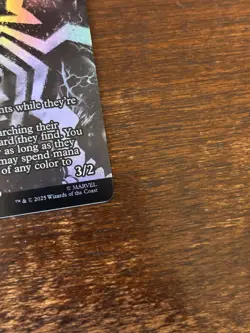 nts while they're
arching their
ard they find. You
r as long as they
may spend mana
of any color to
3/2
© MARVEL
™ & © 2025 Wizards of the Coast